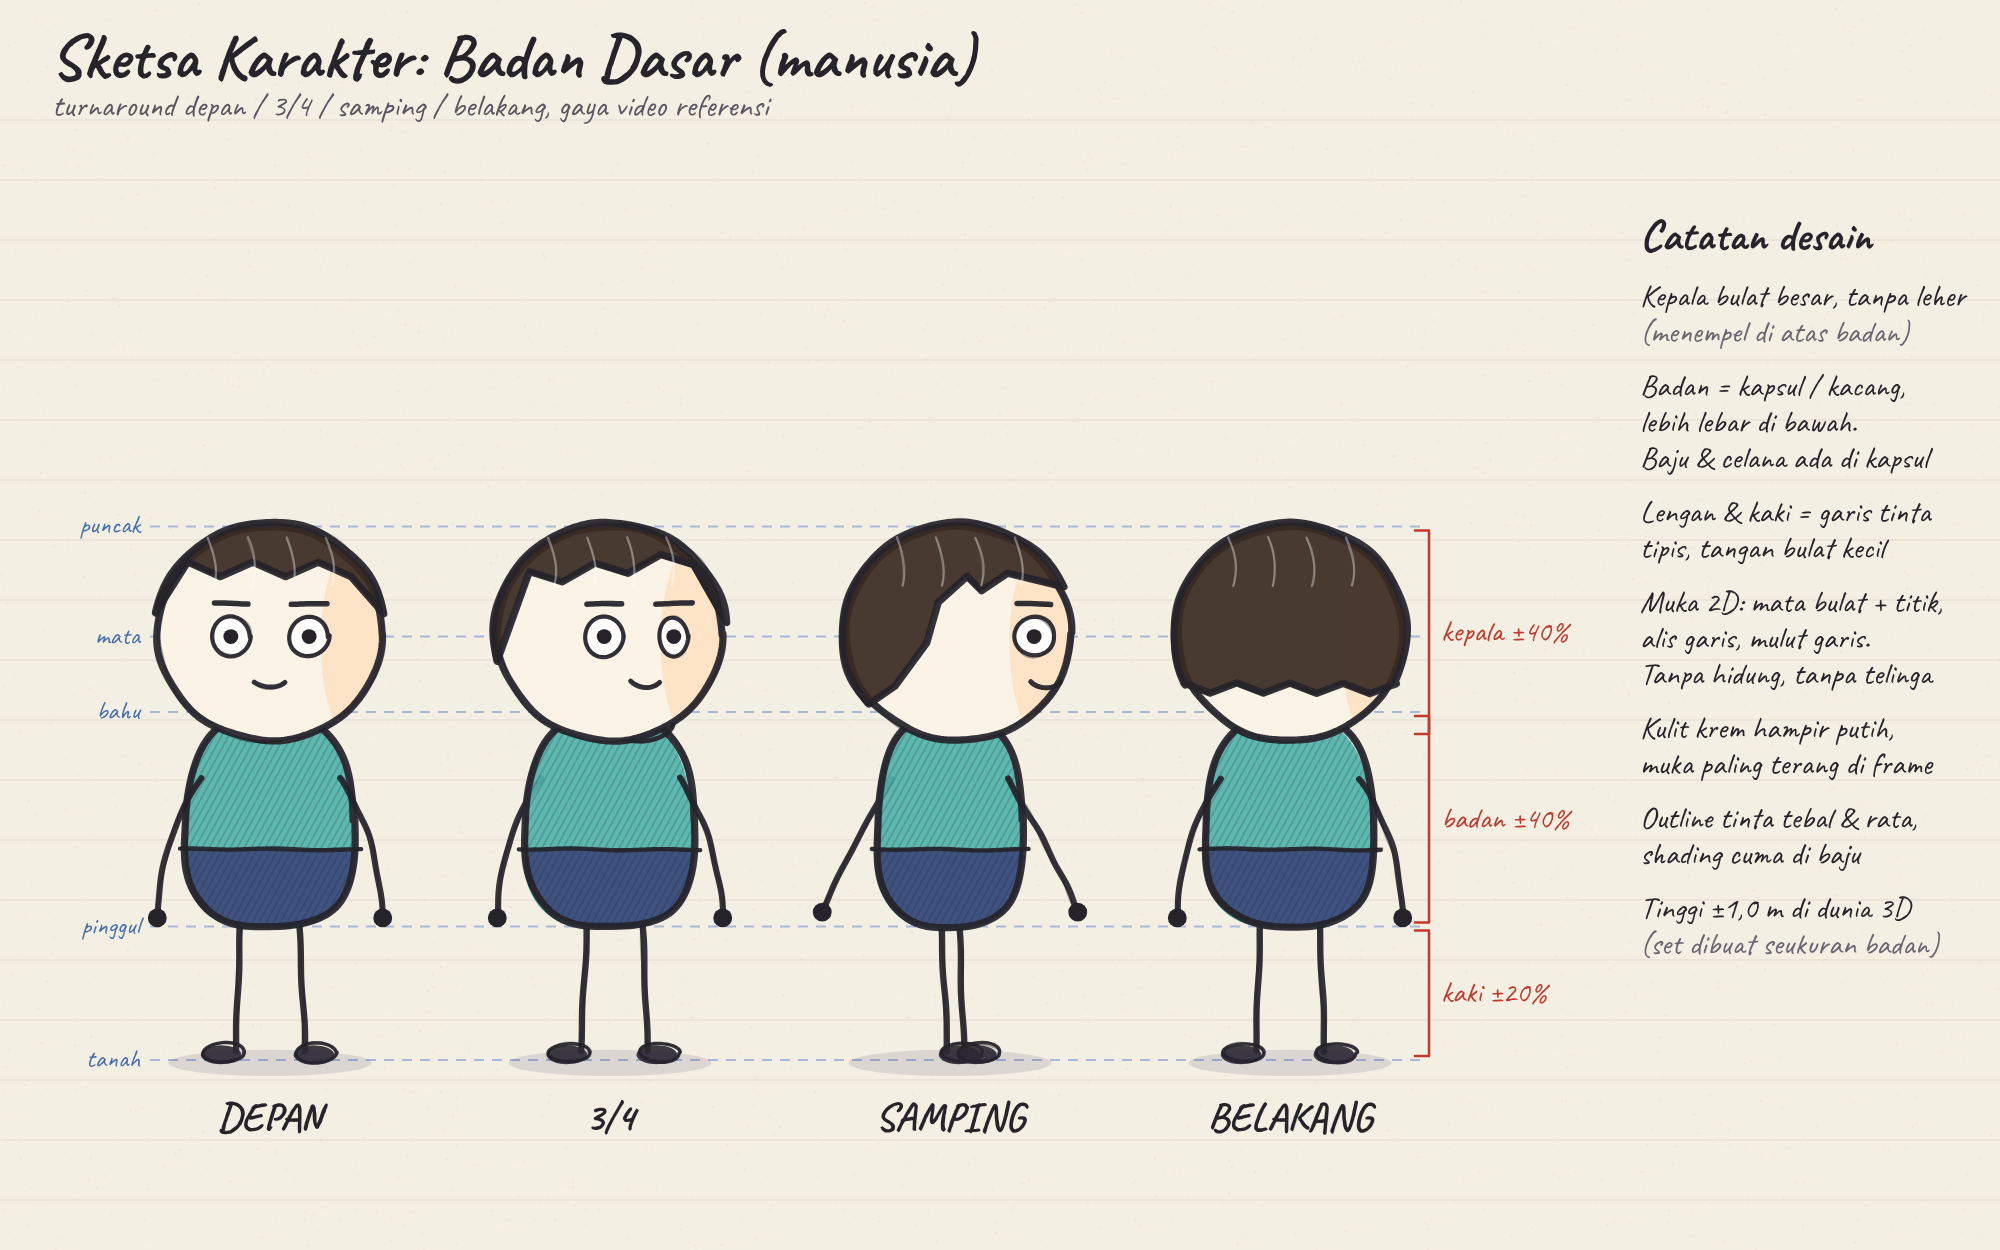 Sketsa Karakter: Badan Dasar (manusia)
turnaround depan / 3/4 / samping / belakang, gaya video referensi
Catatan desain
Kepala bulat besar, tanpa leher
(menempel di atas badan)
Badan = kapsul / kacang,
lebih lebar di bawah.
Baju & celana ada di kapsul
Lengan & kaki = garis tinta
tipis, tangan bulat kecil
Muka 2D: mata bulat + titik,
alis garis, mulut garis.
Tanpa hidung, tanpa telinga
Kulit krem hampir putih,
muka paling terang di frame
Outline tinta tebal & rata,
shading cuma di baju
Tinggi ±1,0 m di dunia 3D
(set dibuat seukuran badan)
puncak
mata
bahu
pinggul
tanah
kepala ±40%
badan ±40%
kaki ±20%
DEPAN
3/4
SAMPING
BELAKANG